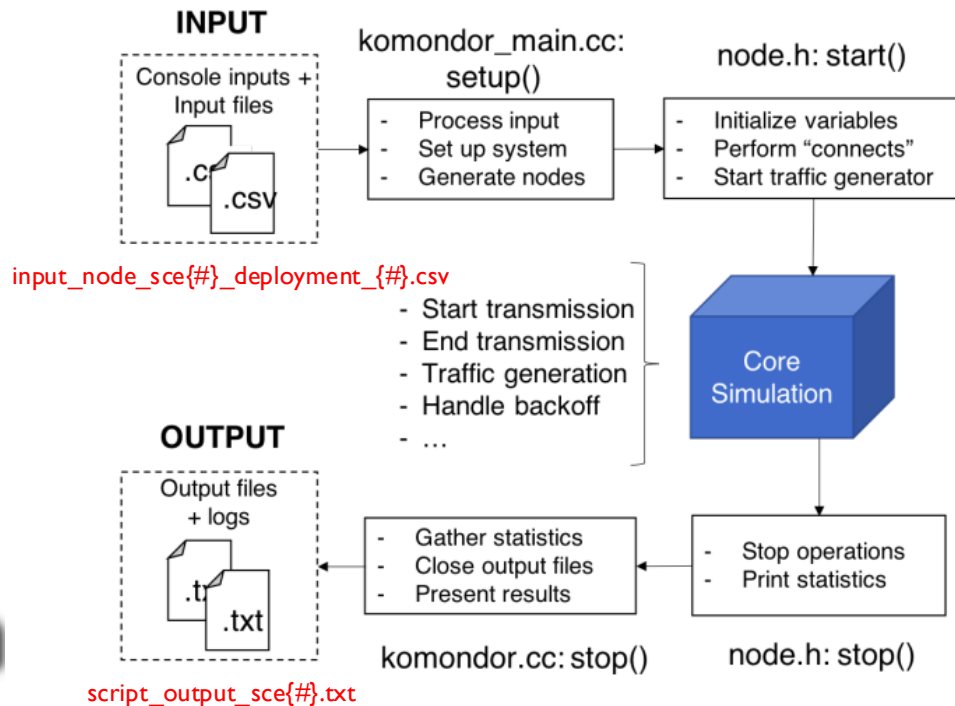 INPUT
Console inputs +
Input files
.cs
.csv
input_node_sce{#}_deployment_{#}.csv
komondor_main.cc:
setup()
- Process input
- Set up system
- Generate nodes
node.h: start()
- Initialize variables
- Perform “connects”
- Start traffic generator
- Start transmission
- End transmission
- Traffic generation
- Handle backoff
- ...
Core
Simulation
- Stop operations
- Print statistics
node.h: stop()
- Gather statistics
- Close output files
- Present results
komondor.cc: stop()
OUTPUT
Output files
+ logs
.tx
.txt
script_output_sce{#}.txt